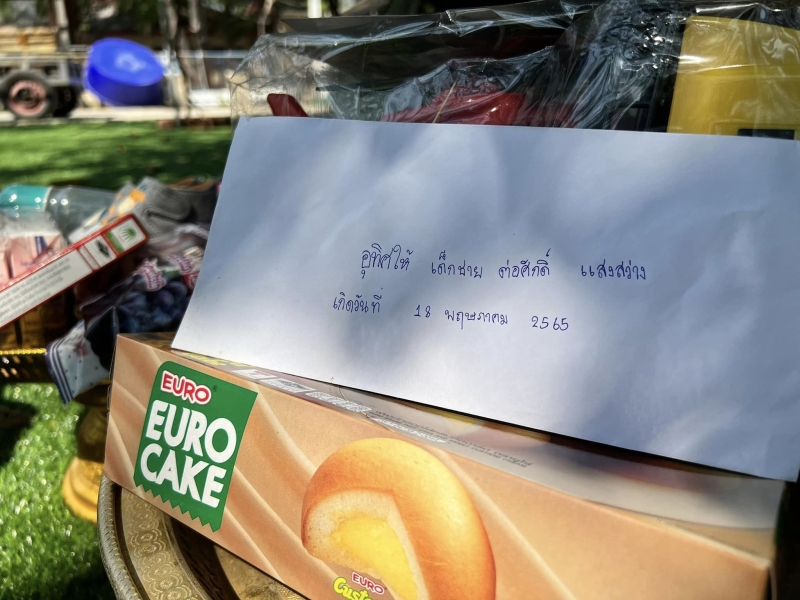 อุทิศให้ เด็กชาย ต่อศักดิ์ แสงสว่าง
เกิดวันที่ 18 พฤษภาคม 2565
EURO
EURO
CAKE
EURO
Custa